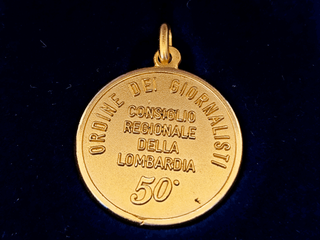 ORDINE DEI GIORNALISTI
CONSIGLIO
REGIONALE
DELLA
LOMBARDIA
50°